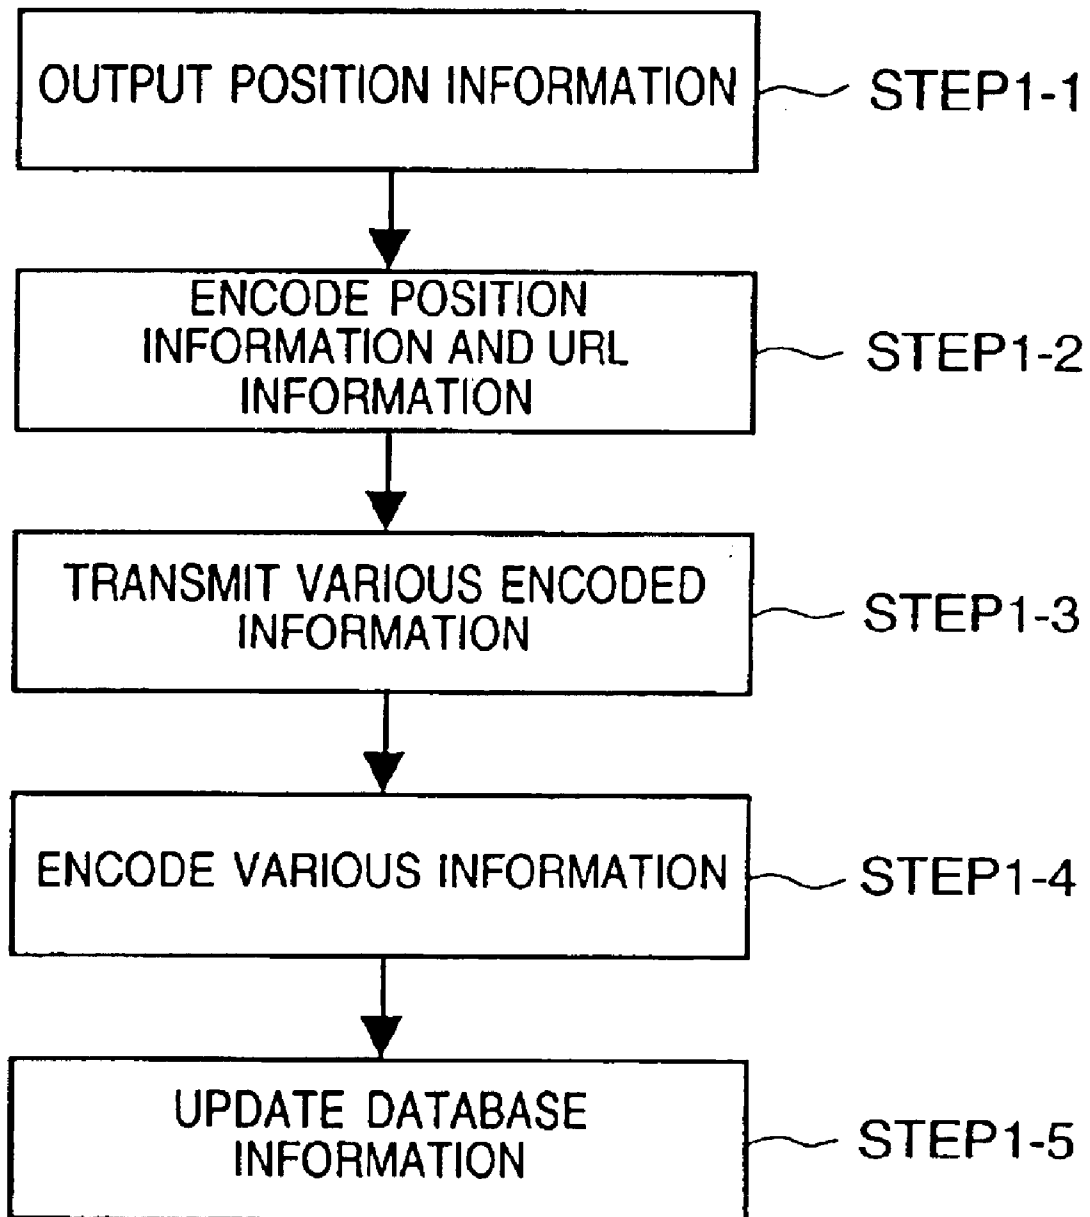 OUTPUT POSITION INFORMATION
STEP1-1
ENCODE POSITION
INFORMATION AND URL
INFORMATION
STEP1-2
TRANSMIT VARIOUS ENCODED
INFORMATION
STEP1-3
ENCODE VARIOUS INFORMATION
STEP1-4
UPDATE DATABASE
INFORMATION
STEP1-5